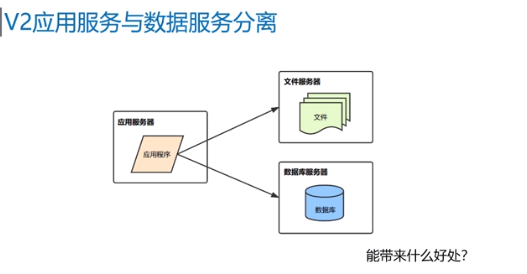 V2应用服务与数据服务分离
文件服务器
文件
应用服务器
应用程序
数据库服务器
数据库
能带来什么好处?